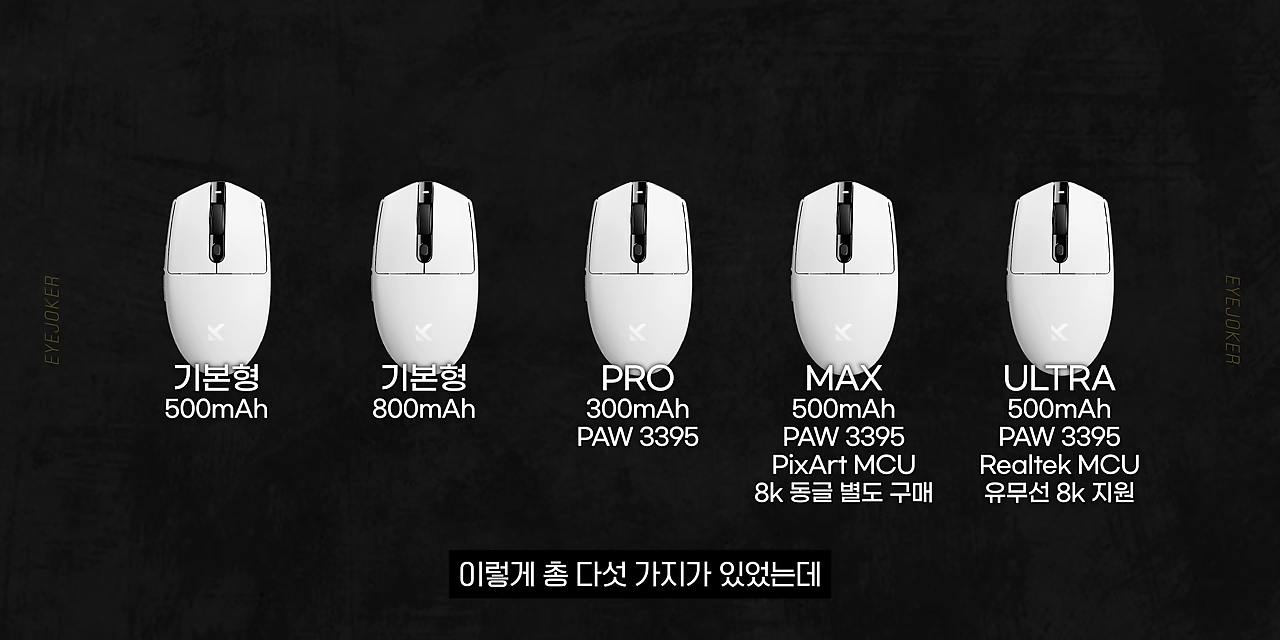 EYEJOKER
EYEJOKER
기본형
500mAh
기본형
800mAh
PRO
300mAh
PAW 3395
MAX
500mAh
PAW 3395
PixArt MCU
8k 동글 별도 구매
ULTRA
500mAh
PAW 3395
Realtek MCU
유무선 8k 지원
이렇게 총 다섯 가지가 있었는데